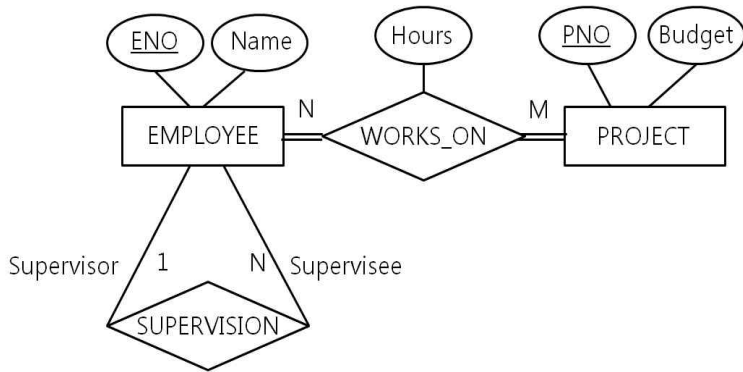 ENO
Name
Hours
PNO
Budget
EMPLOYEE
N
WORKS_ON
M
PROJECT
Supervisor
1
N
Supervisee
SUPERVISION